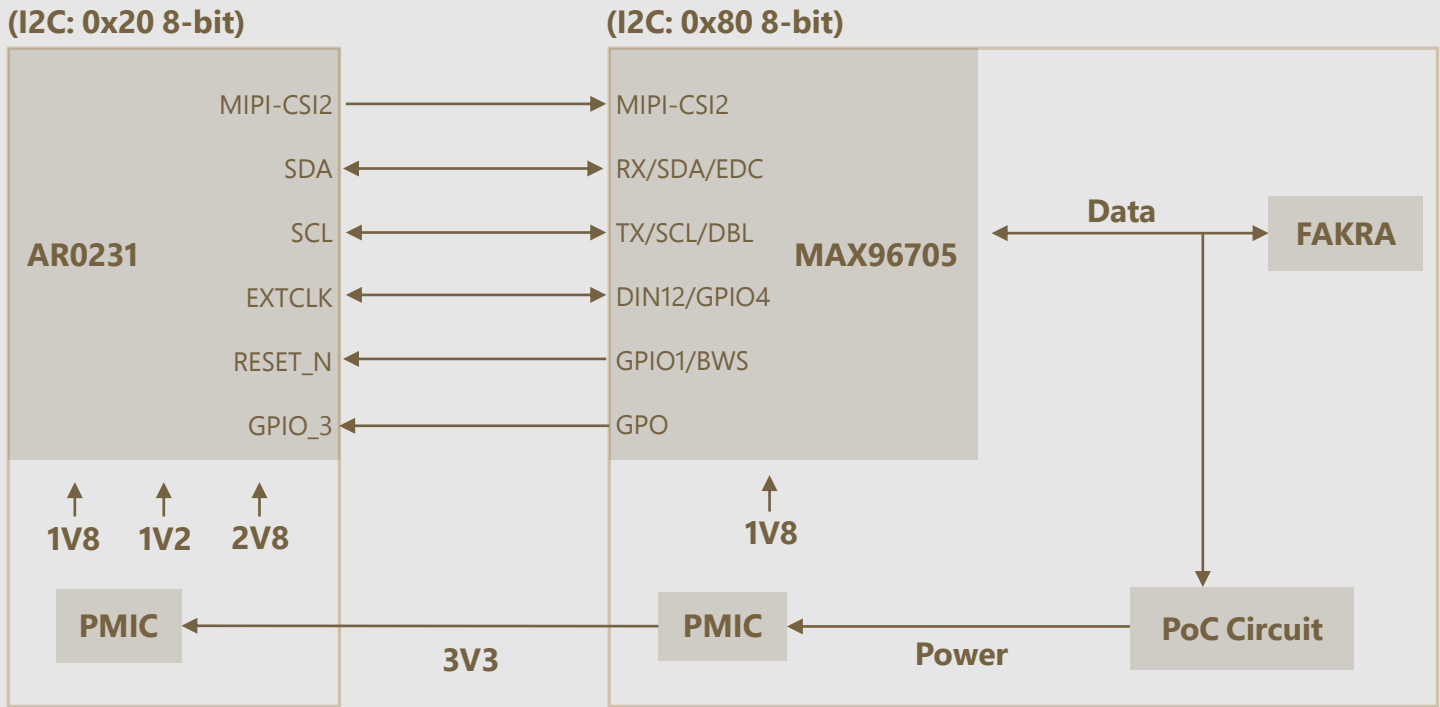 (I2C: 0x20 8-bit)
(I2C: 0x80 8-bit)
MIPI-CSI2
MIPI-CSI2
SDA
RX/SDA/EDC
SCL
TX/SCL/DBL
Data
FAKRA
AR0231
MAX96705
EXTCLK
DIN12/GPIO4
RESET_N
GPIO1/BWS
GPIO_3
GPO
1V8
1V2
2V8
1V8
PMIC
PMIC
PoC Circuit
3V3
Power